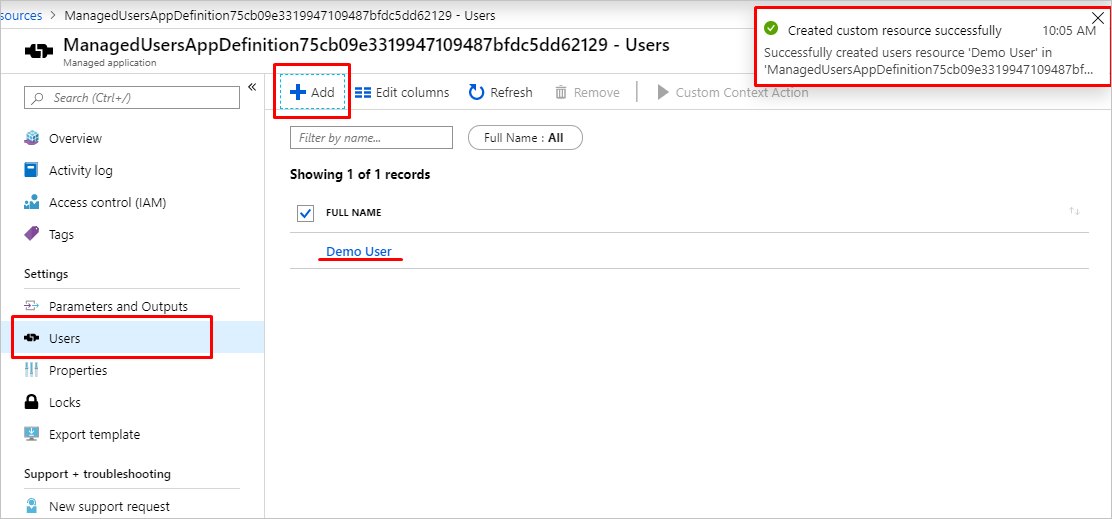 sources > ManagedUsersAppDefinition75cb09e3319947109487bfdc5dd62129 - Users
ManagedUsersAppDefinition75cb09e3319947109487bfdc5dd62129 - Users
Managed application
Created custom resource successfully 10:05 AM
Successfully created users resource 'Demo User' in
'ManagedUsersAppDefinition75cb09e3319947109487bf...
Search (Ctrl+/)
«
Overview
Activity log
Access control (IAM)
Tags
Settings
Parameters and Outputs
Users
Properties
Locks
Export template
Support + troubleshooting
New support request
Add Edit columns Refresh Remove Custom Context Action
Filter by name... Full Name : All
Showing 1 of 1 records
FULL NAME
Demo User